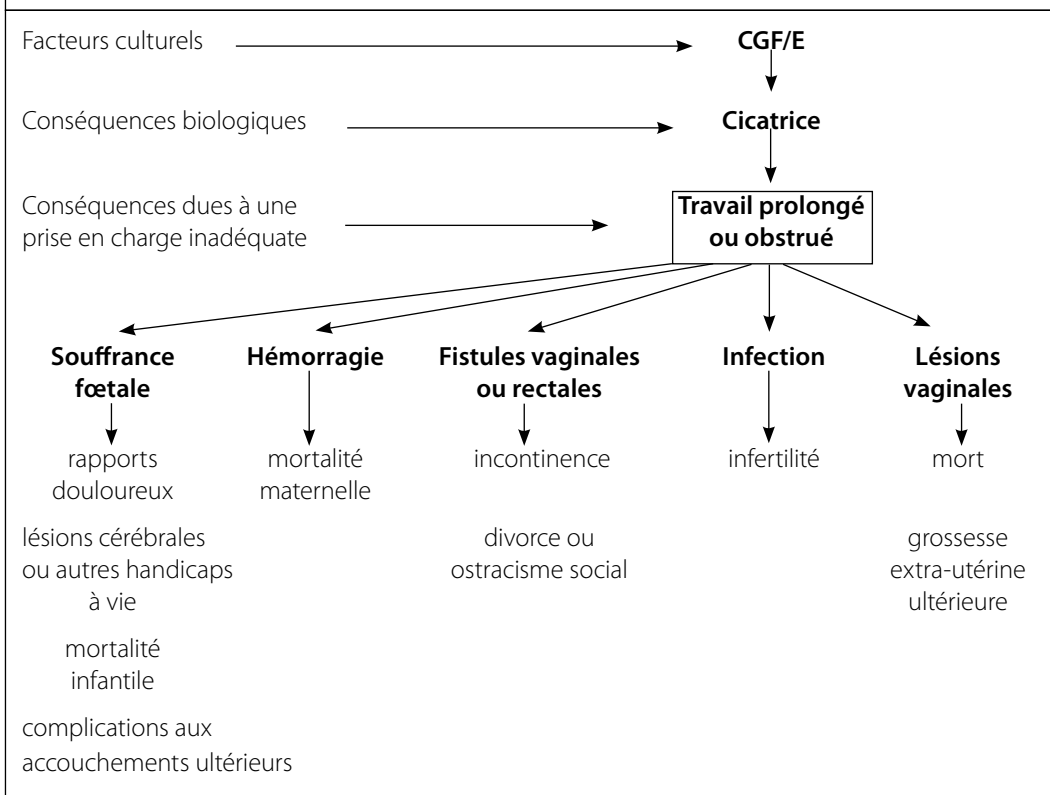 Facteurs culturels
CGF/E
Conséquences biologiques
Cicatrice
Conséquences dues à une
prise en charge inadéquate
Travail prolongé
ou obstrué
Souffrance
fœtale
rapports
douloureux
lésions cérébrales
ou autres handicaps
à vie
mortalité
infantile
complications aux
accouchements ultérieurs
Hémorragie
mortalité
maternelle
Fistules vaginales
ou rectales
incontinence
divorce ou
ostracisme social
Infection
infertilité
Lésions
vaginales
mort
grossesse
extra-utérine
ultérieure